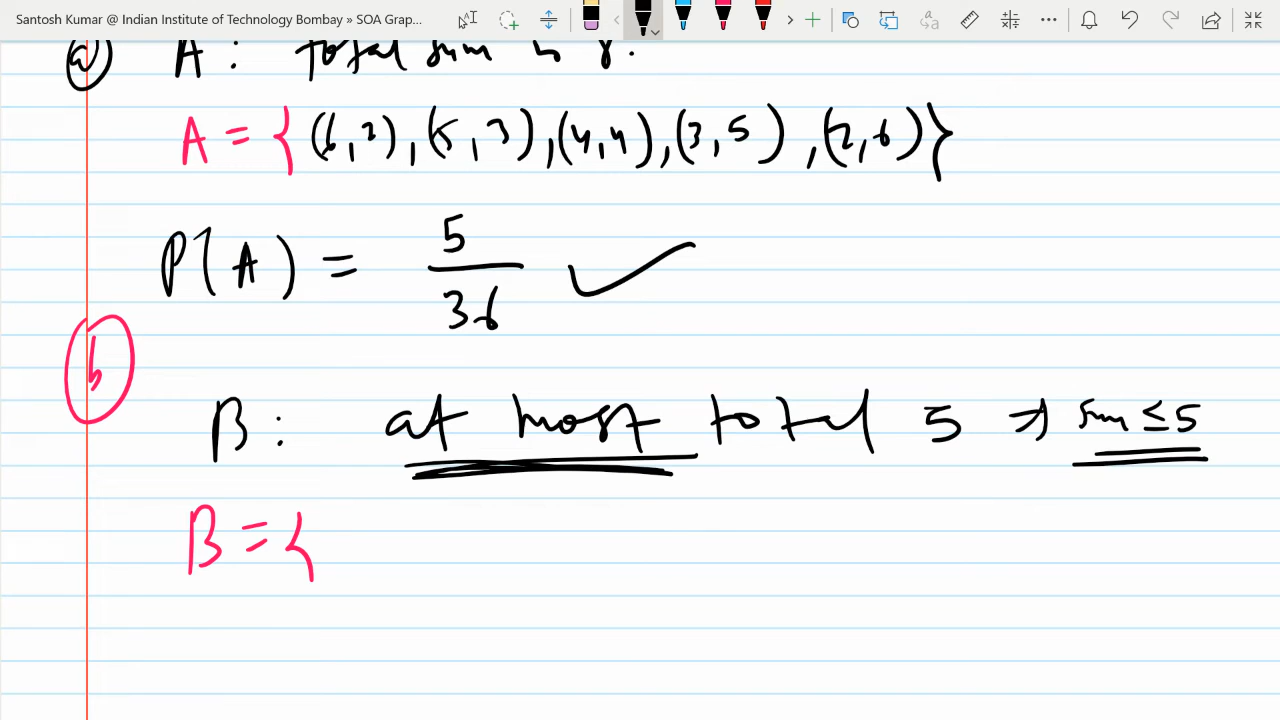 Santosh Kumar @ Indian Institute of Technology Bombay » SOA Grap...
(a) A : total sum is 8.
A = { (6,2), (5,3), (4,4), (3,5), (2,6) }
P(A) = 5/36 ✓
(b)
B : at most total 5 ⇒ sum ≤ 5
B = {